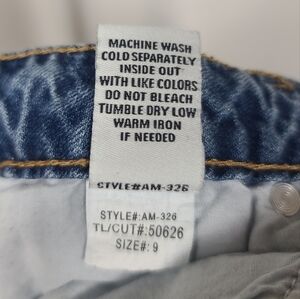 MACHINE WASH
COLD SEPARATELY
INSIDE OUT
WITH LIKE COLORS
DO NOT BLEACH
TUMBLE DRY LOW
WARM IRON
IF NEEDED
STYLE#:AM-326
STYLE#: AM-326
TL/CUT#: 50626
SIZE#: 9